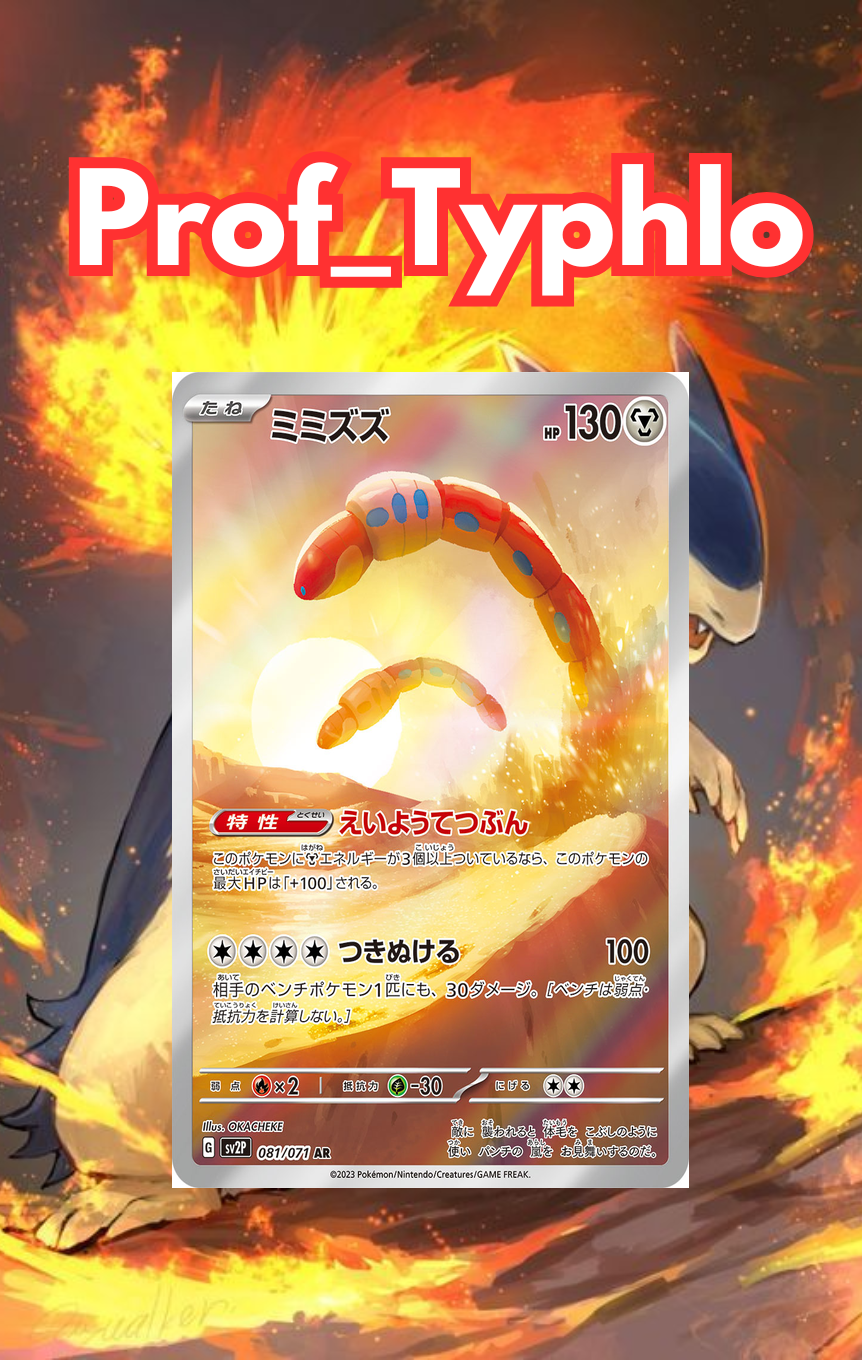 Prof_Typhlo
たね ミミズズ HP 130
特性 とくせい えいようてつぶん
このポケモンにエネルギーが3個以上ついているなら、このポケモンの
最大HPは「+100」される。
つきぬける 100
相手のベンチポケモン1匹にも、30ダメージ。[ベンチは弱点・
抵抗力を計算しない。]
弱点 ×2 抵抗力 -30 にげる
Illus. OKACHEKE
G sv2P 081/071 AR
敵に 襲われると 体毛を こぶしのように
使い パンチの 嵐を お見舞いするのだ。
©2023 Pokémon/Nintendo/Creatures/GAME FREAK.